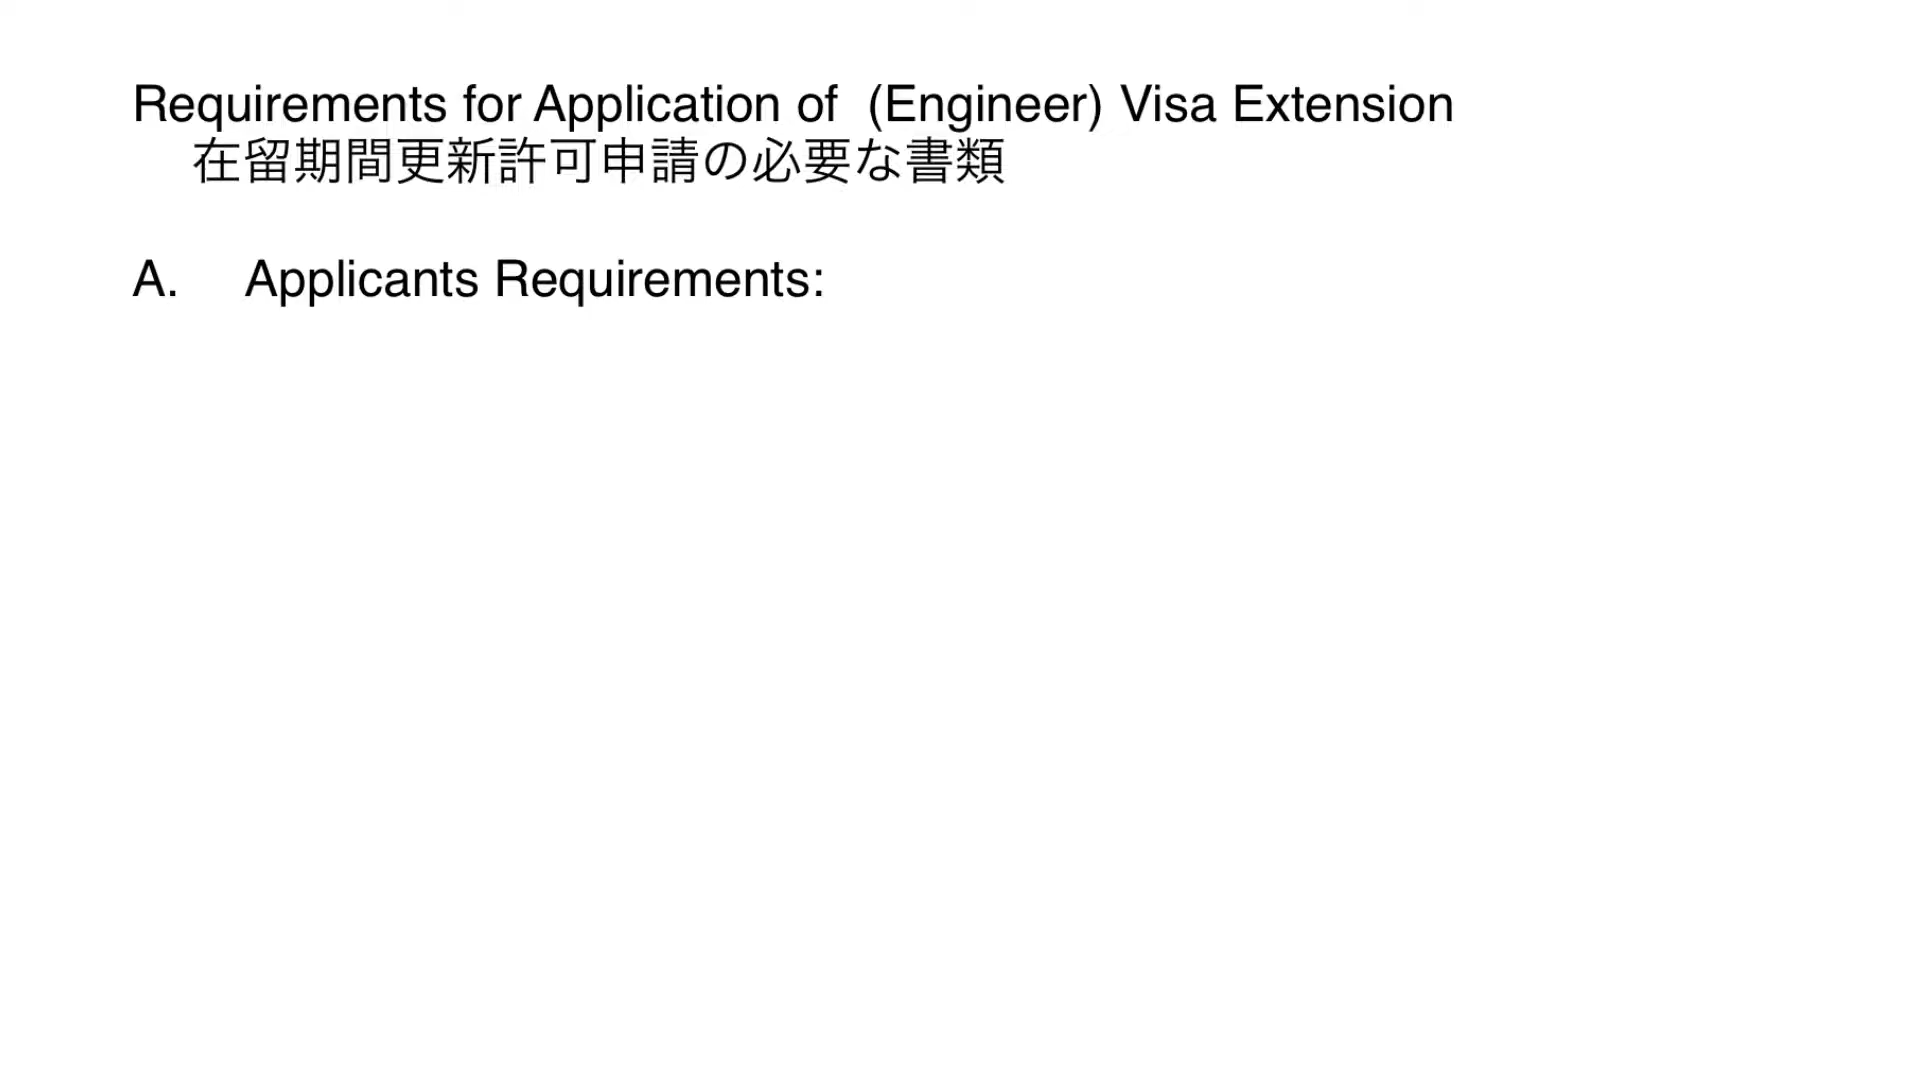 Requirements for Application of  (Engineer) Visa Extension
在留期間更新許可申請の必要な書類
A.    Applicants Requirements: